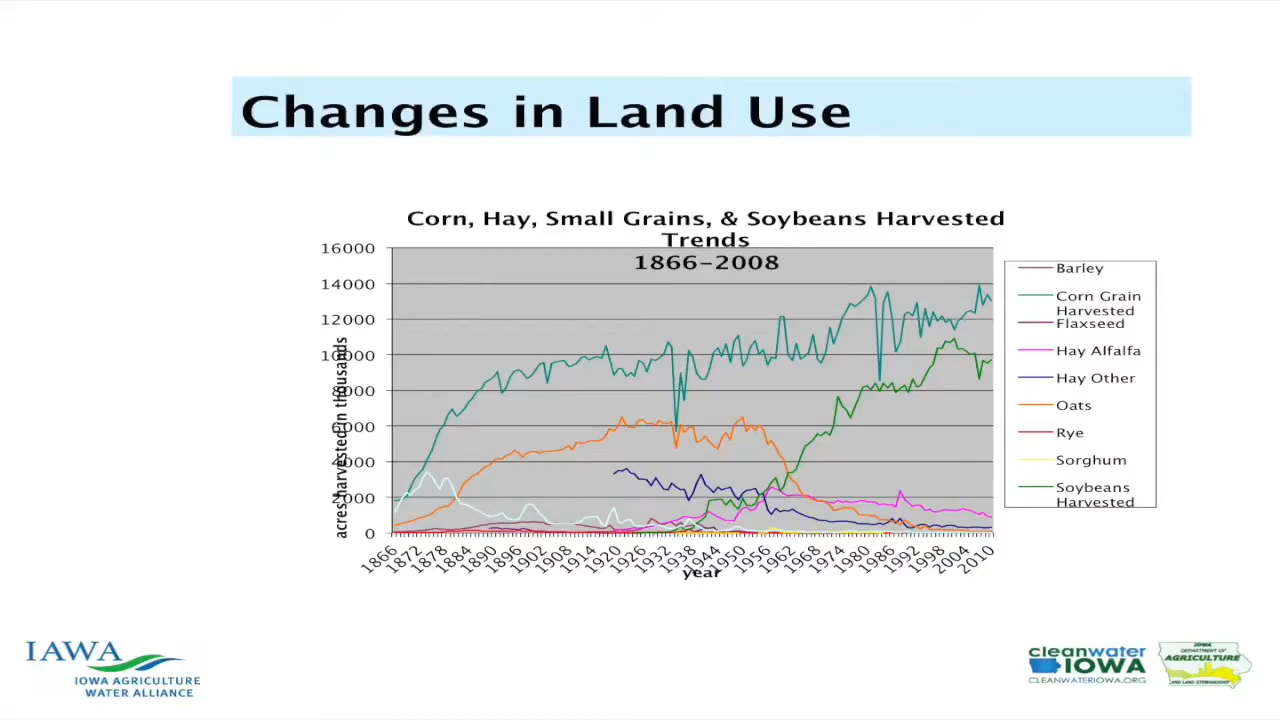 Changes in Land Use
Corn, Hay, Small Grains, & Soybeans Harvested
Trends
1866-2008
16000
14000
12000
10000
8000
6000
4000
2000
0
acres harvested in thousands
1866
1872
1878
1884
1890
1896
1902
1908
1914
1920
1926
1932
1938
1944
1950
1956
1962
1968
1974
1980
1986
1992
1998
2004
2010
year
Barley
Corn Grain
Harvested
Flaxseed
Hay Alfalfa
Hay Other
Oats
Rye
Sorghum
Soybeans
Harvested
IAWA
IOWA AGRICULTURE
WATER ALLIANCE
cleanwater
IOWA
CLEANWATERIOWA.ORG
IOWA
DEPARTMENT OF
AGRICULTURE
AND LAND STEWARDSHIP